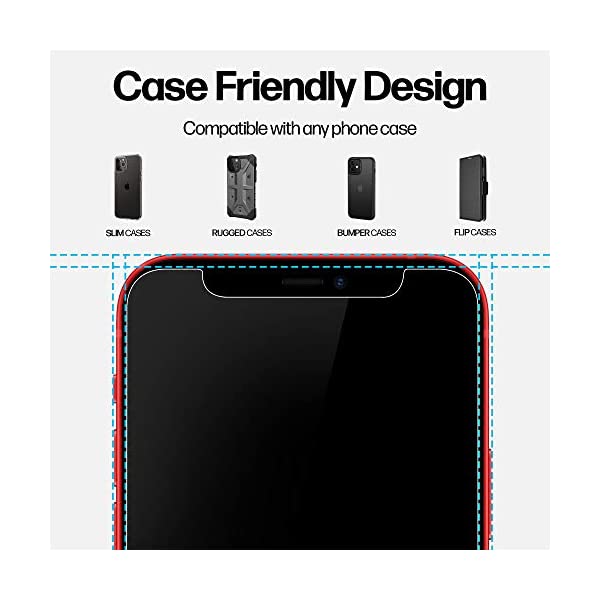 Case Friendly Design
Compatible with any phone case
SLIM CASES
RUGGED CASES
BUMPER CASES
FLIP CASES